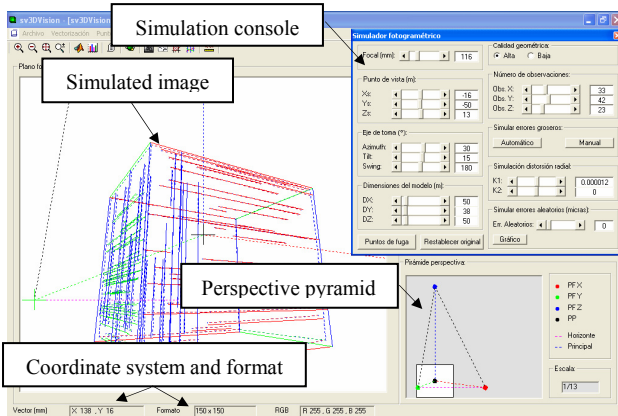 sv3DVision - [sv3D
Simulation console
Archivo Vectorización Punto
Simulador fotogramétrico
Plano fo
Simulated image
Focal (mm):
116
Calidad geométrica:
Alta
Baja
Punto de vista (m):
Xs:
-16
Ys:
-50
Zs:
13
Número de observaciones:
Obs. X:
33
Obs. Y:
42
Obs. Z:
23
Eje de toma (º):
Azimuth:
30
Tilt:
15
Swing:
180
Simular errores groseros:
Automático
Manual
Simulación distorsión radial:
K1:
0.000012
K2:
0
Dimensiones del modelo (m):
DX:
50
DY:
38
DZ:
50
Simular errores aleatorios (micras):
Err. Aleatorios:
0
Gráfico
Puntos de fuga
Restablecer original
Perspective pyramid
Pirámide perspectiva:
PF X
PF Y
PF Z
PP
Horizonte
Principal
Escala:
1/13
Coordinate system and format
Vector (mm)
X 138 , Y 16
Formato
150 x 150
RGB
R 255 , G 255 , B 255